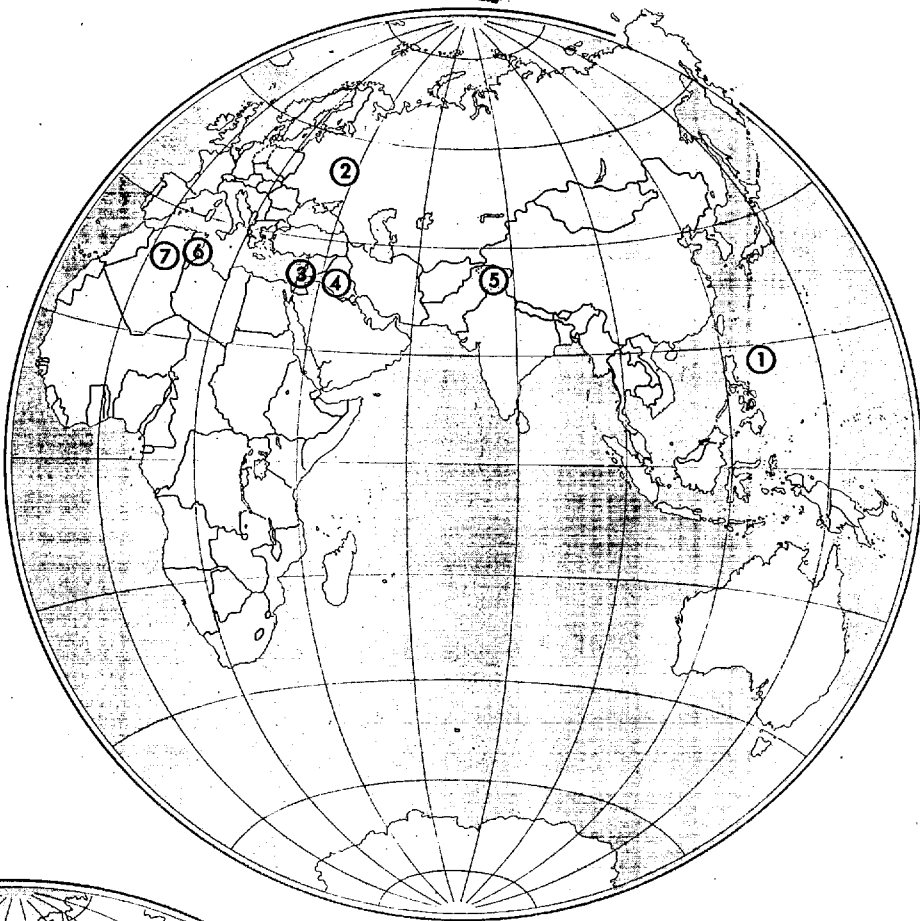 ②
⑦ ⑥
③ ④ ⑤
①